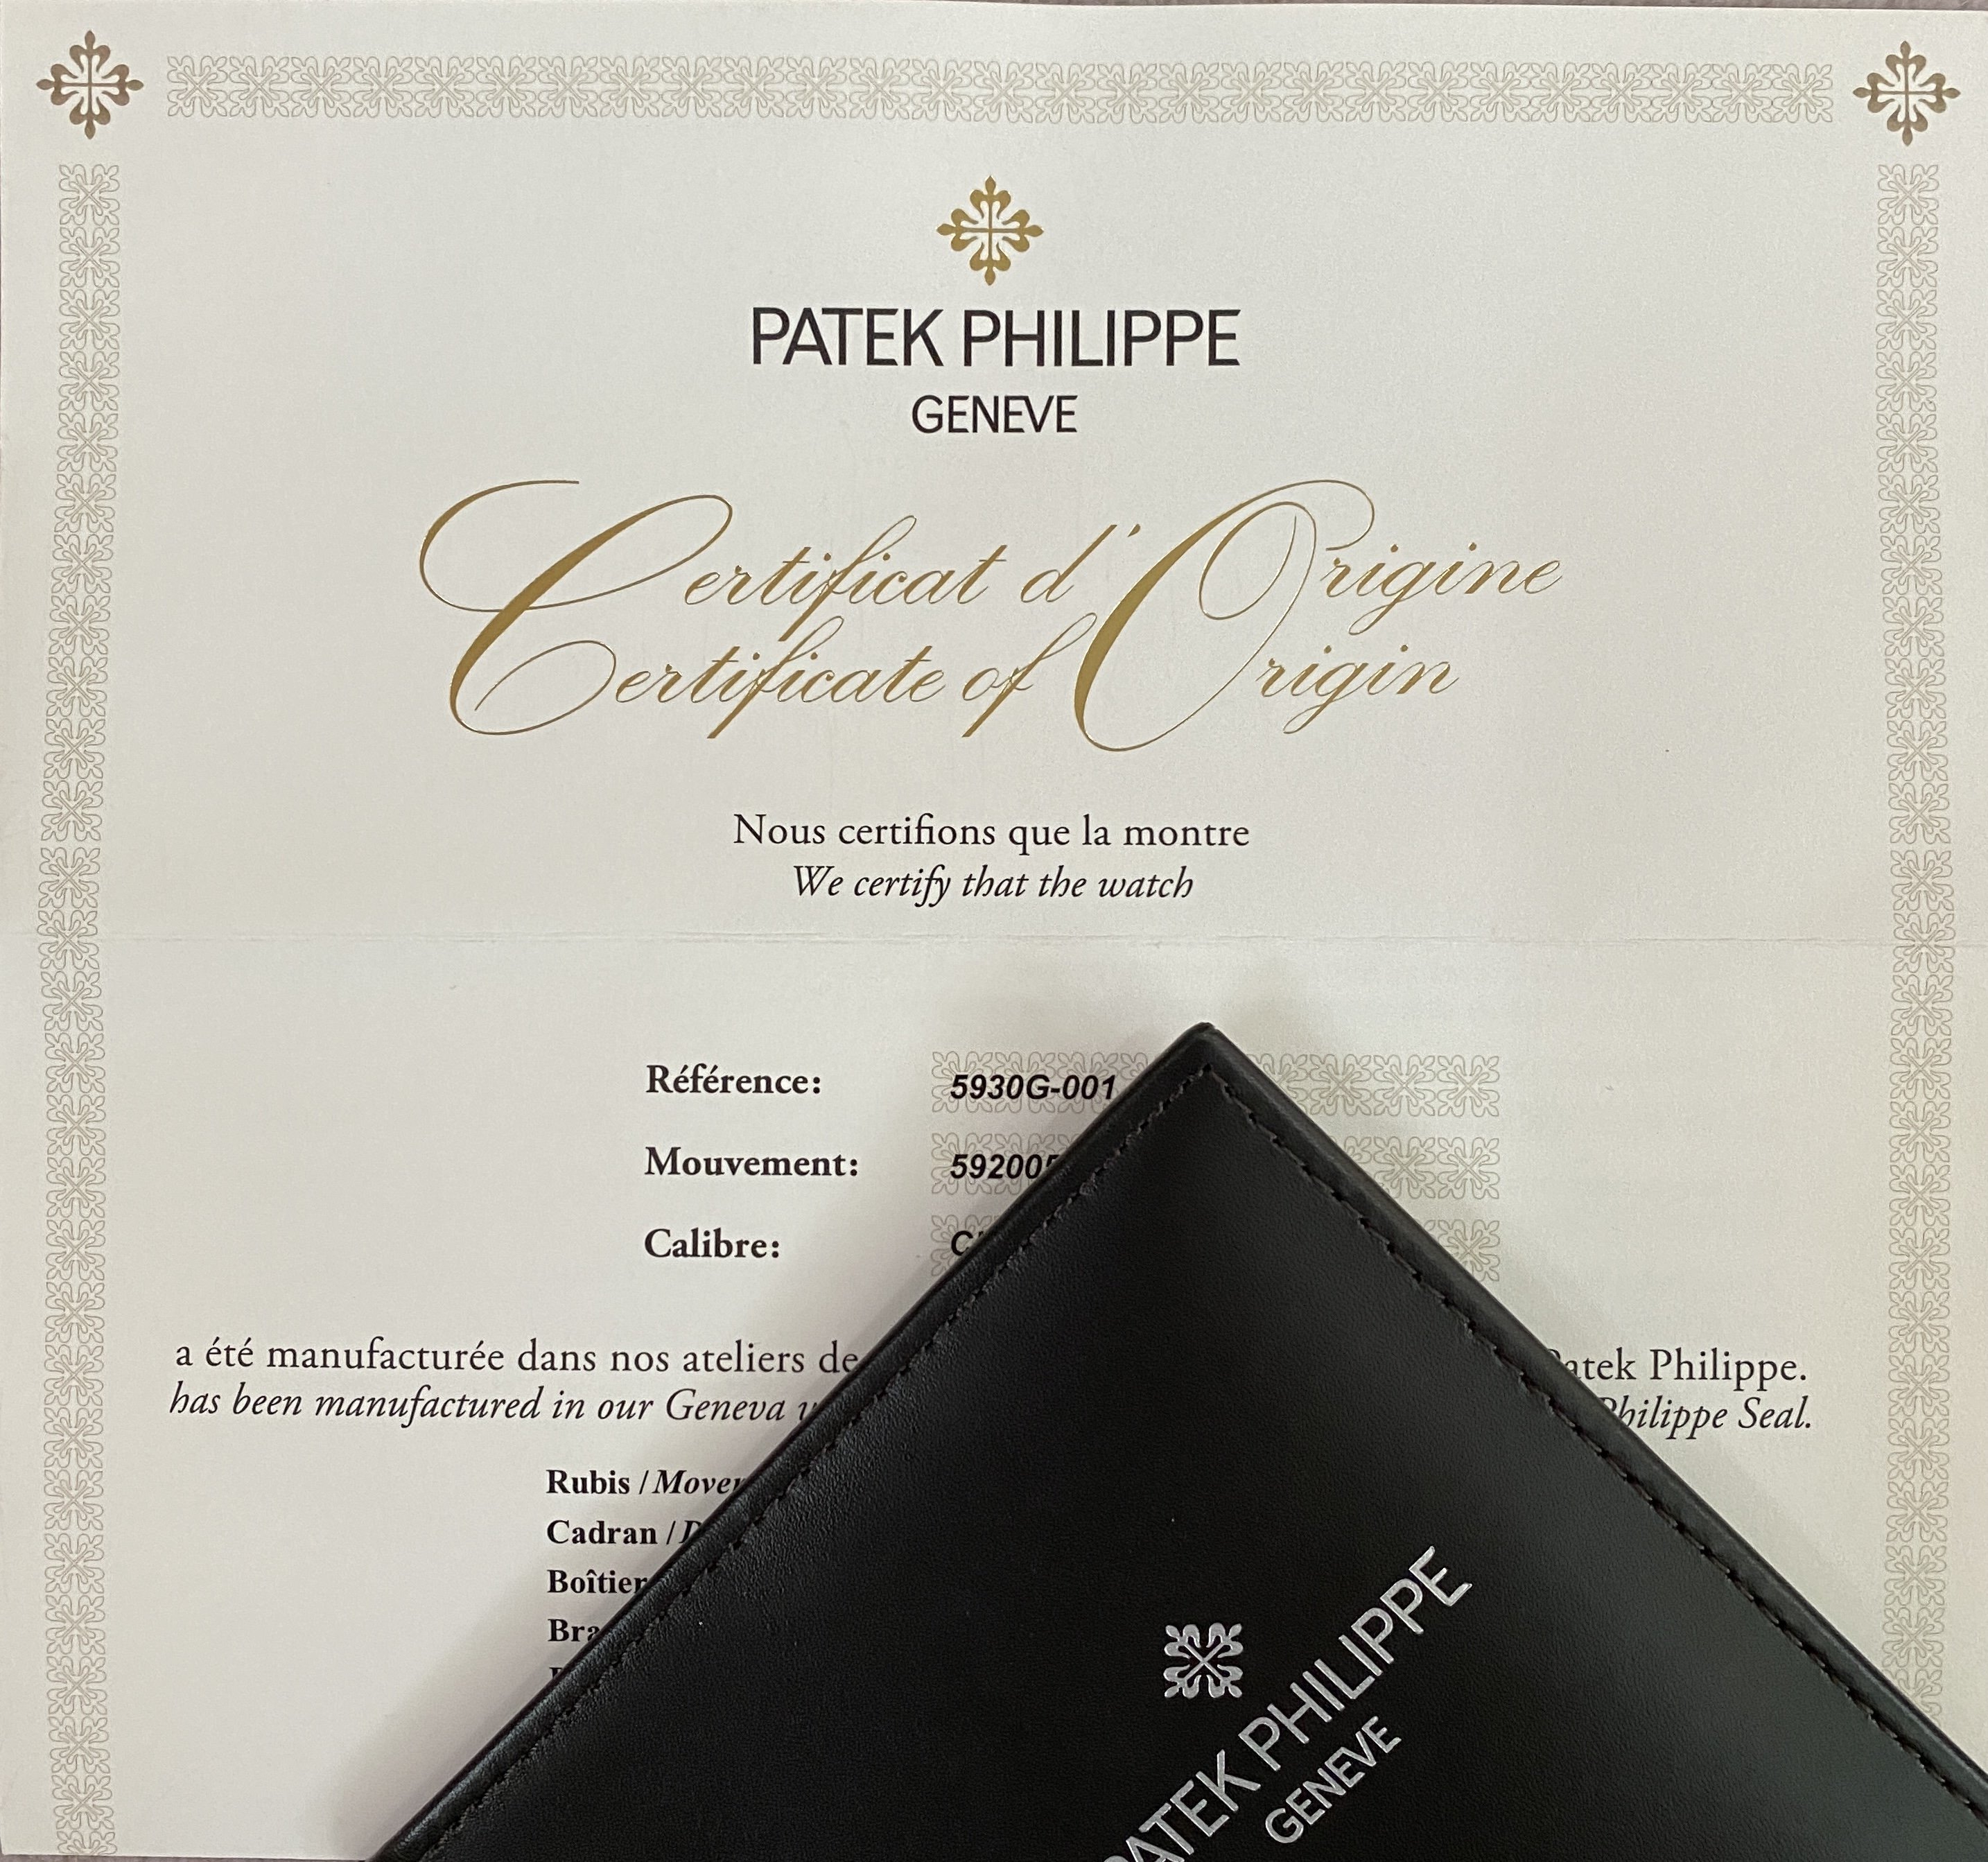 PATEK PHILIPPE
GENEVE
Certificat d'Origine
Certificate of Origin
Nous certifions que la montre
We certify that the watch
Référence: 5930G-001
Mouvement: 59200
Calibre: C
a été manufacturée dans nos ateliers de Patek Philippe.
has been manufactured in our Geneva Philippe Seal.
Rubis /
Cadran /
Boîtier
PATEK PHILIPPE
GENEVE